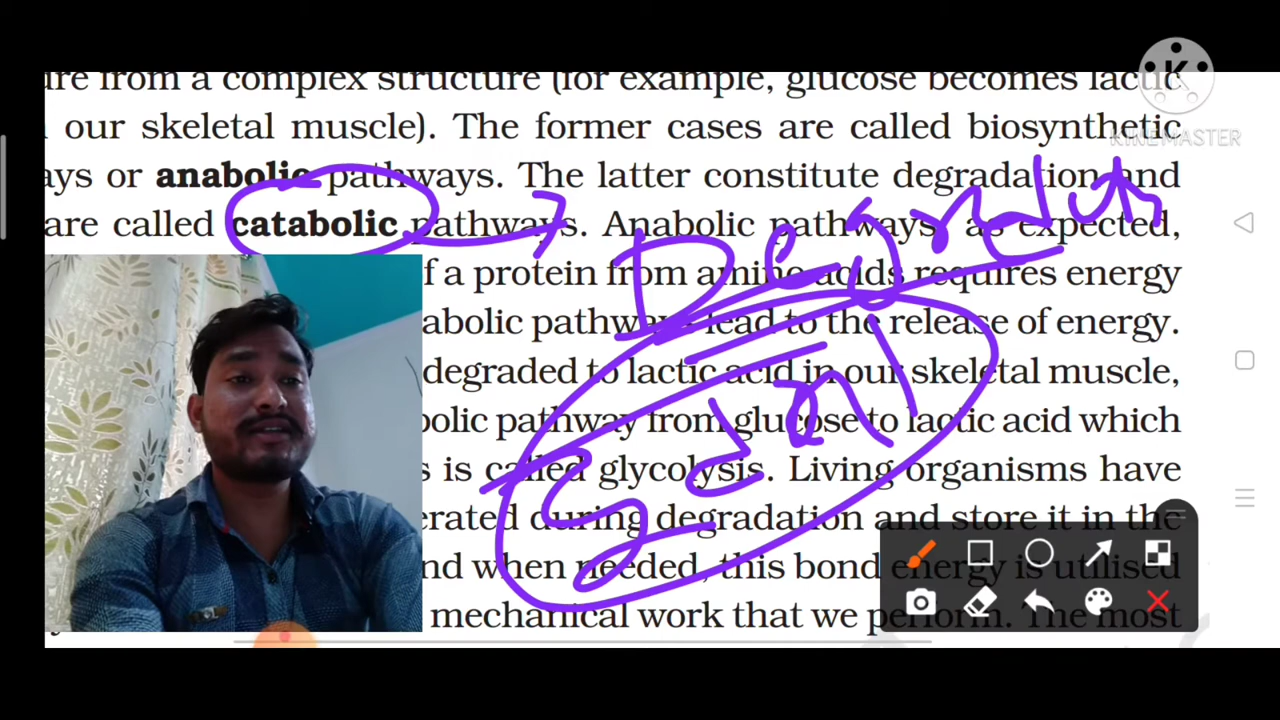 ure from a complex structure (for example, glucose becomes lactic
our skeletal muscle). The former cases are called biosynthetic
KINEMASTER
ays or anabolic pathways. The latter constitute degradation and
are called catabolic pathways. Anabolic pathways, as expected,
f a protein from amino acids requires energy
abolic pathways lead to the release of energy.
degraded to lactic acid in our skeletal muscle,
bolic pathway from glucose to lactic acid which
s is called glycolysis. Living organisms have
erated during degradation and store it in the
nd when needed, this bond energy is utilised
mechanical work that we perform. The most